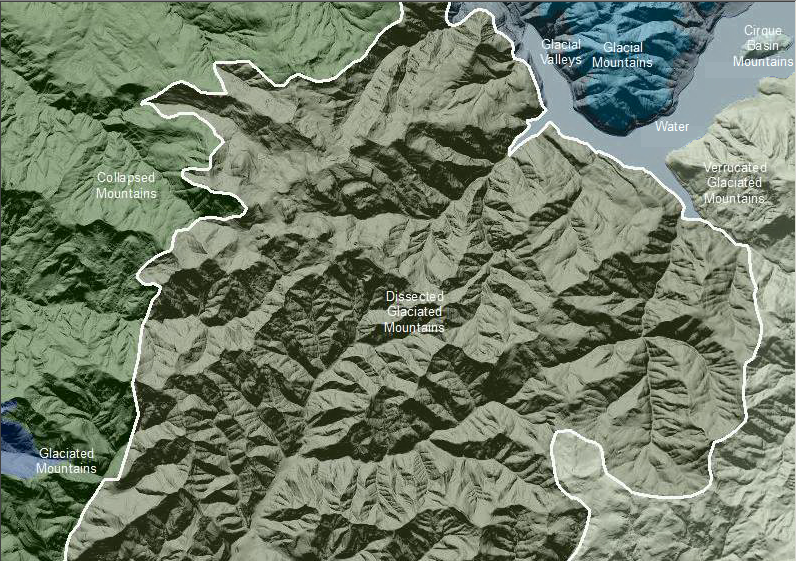 Cirque
Basin
Mountains
Glacial
Valleys
Glacial
Mountains
Water
Verrucated
Glaciated
Mountains
Collapsed
Mountains
Dissected
Glaciated
Mountains
Glaciated
Mountains